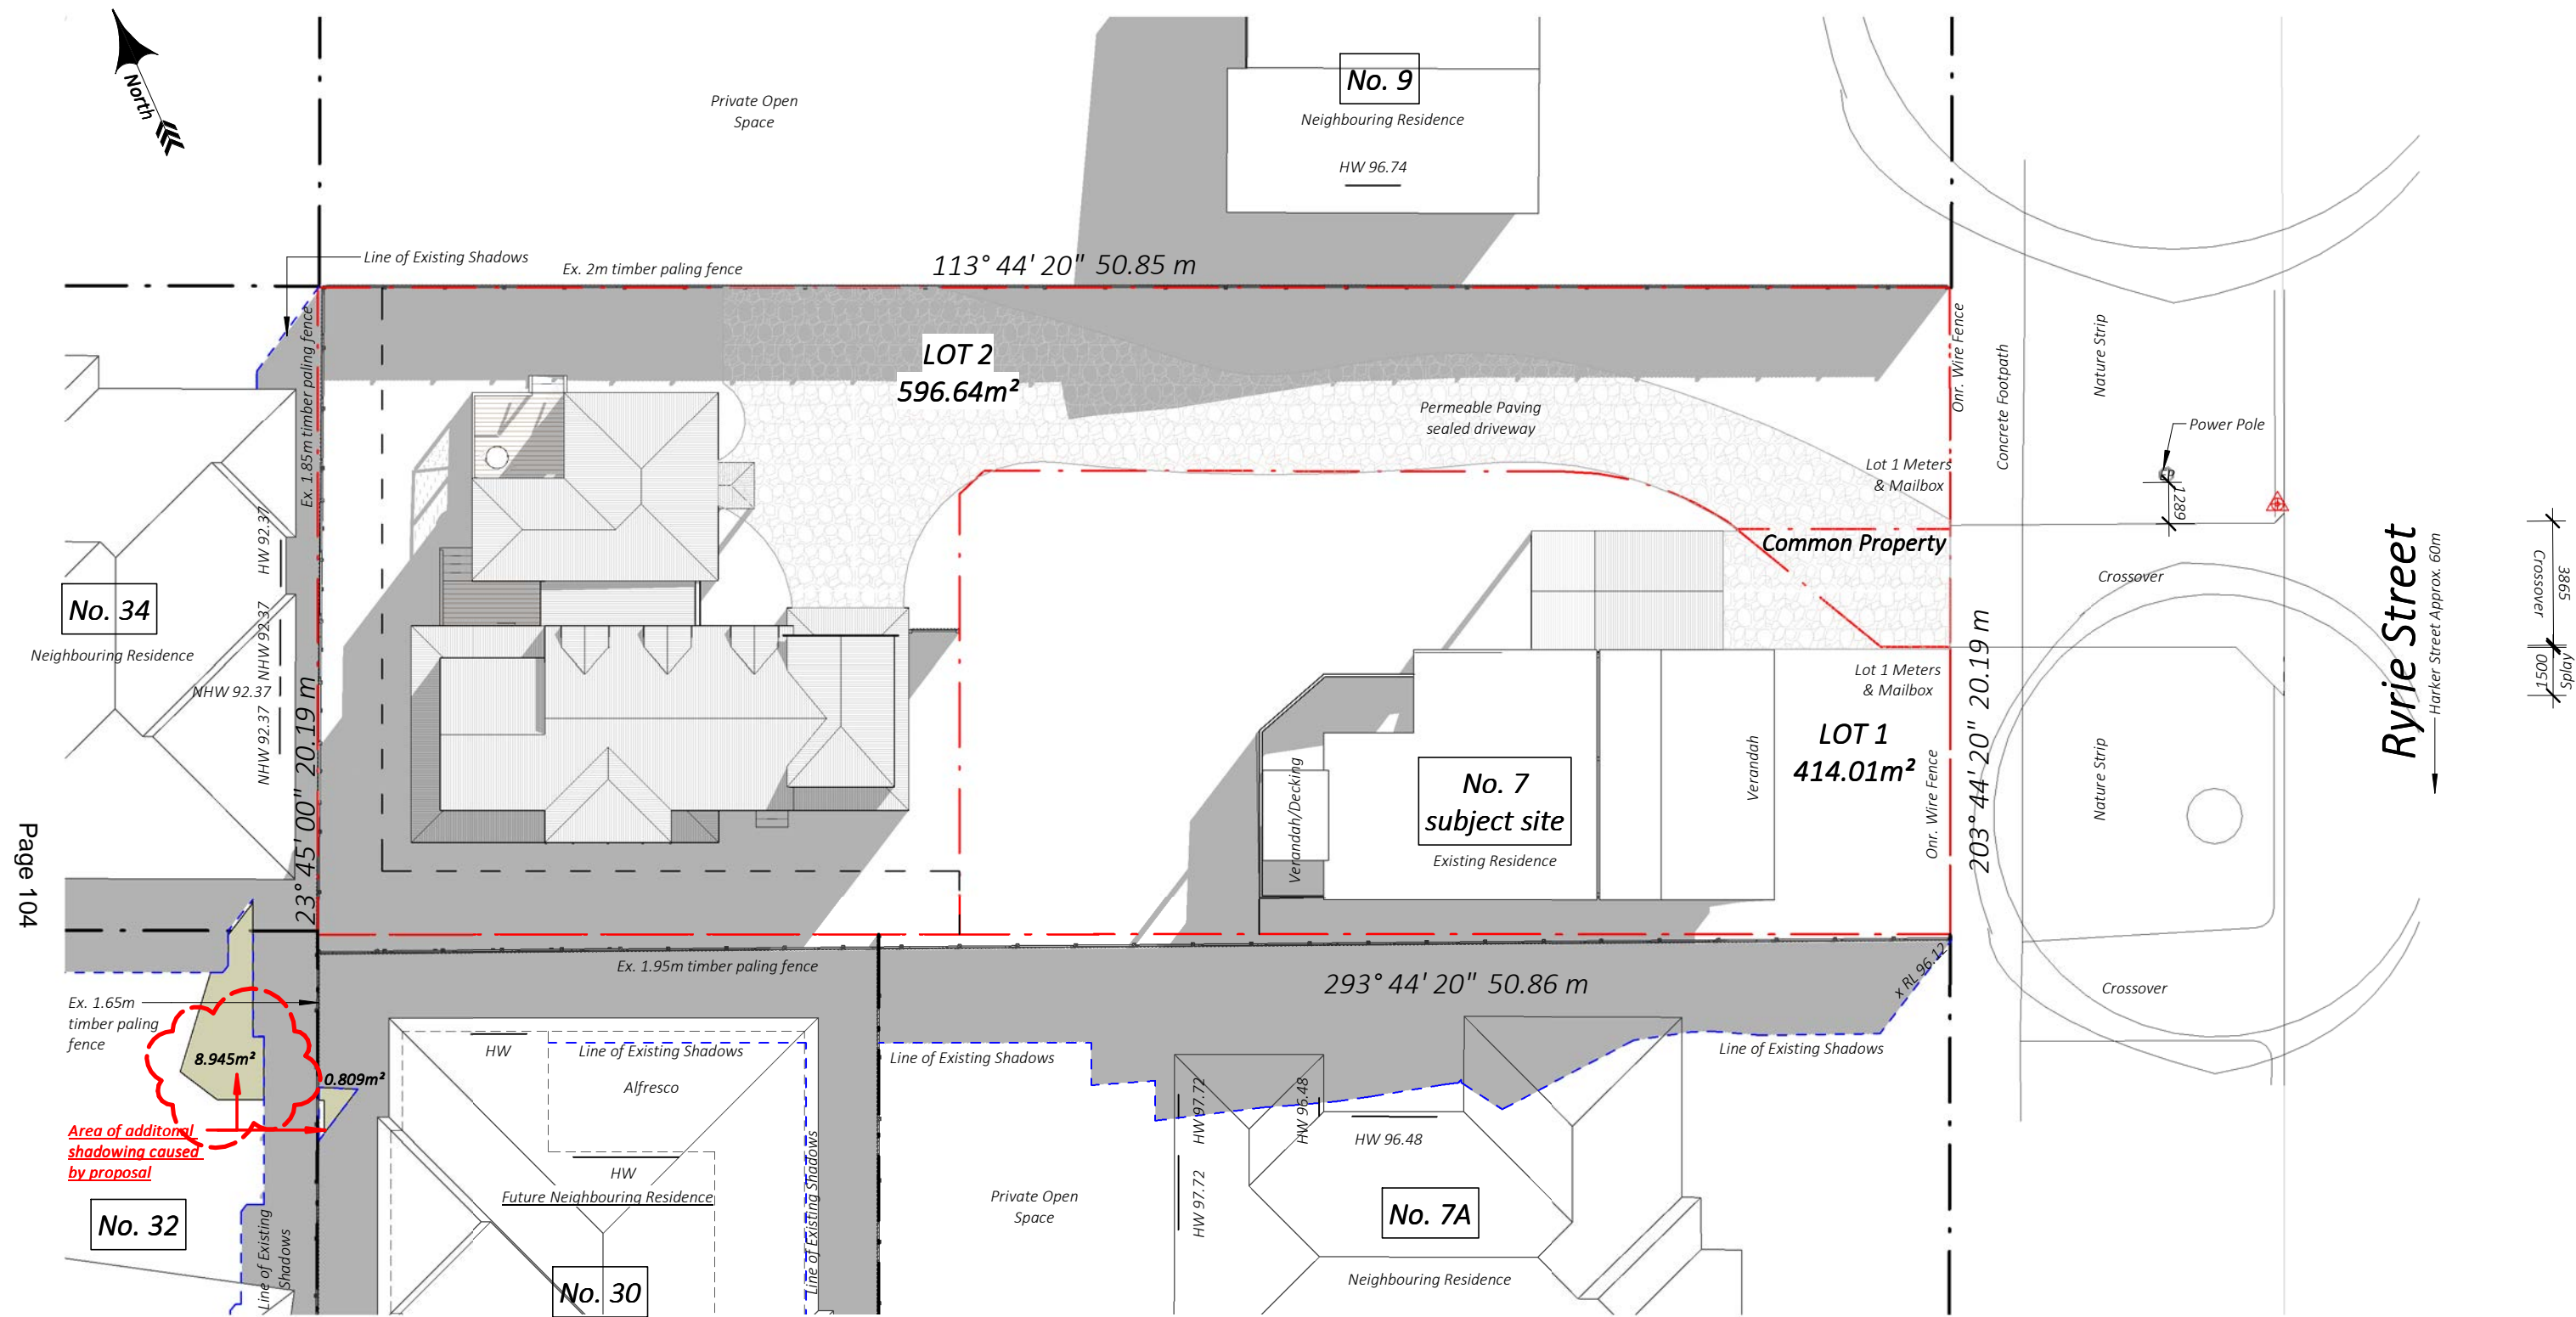 North
Private Open
Space
No. 9
Neighbouring Residence
HW 96.74
Line of Existing Shadows
Ex. 2m timber paling fence
113° 44' 20" 50.85 m
Ex. 1.85m timber paling fence
LOT 2
596.64m²
Permeable Paving
sealed driveway
Lot 1 Meters
& Mailbox
Onr. Wire Fence
Concrete Footpath
Nature Strip
Power Pole
1289
Common Property
Crossover
Ryrie Street
Harker Street Approx. 60m
3865
Crossover
1500
Splay
HW 92.37
NHW 92.37
NHW 92.37
NHW 92.37
No. 34
Neighbouring Residence
23° 45' 00" 20.19 m
Lot 1 Meters
& Mailbox
LOT 1
414.01m²
Verandah
Onr. Wire Fence
203° 44' 20" 20.19 m
Nature Strip
No. 7
subject site
Existing Residence
Verandah/Decking
Page 104
Ex. 1.95m timber paling fence
293° 44' 20" 50.86 m
x RL 96.12
Crossover
Ex. 1.65m
timber paling
fence
8.945m²
0.809m²
Area of additonal
shadowing caused
by proposal
No. 32
Line of Existing
Shadows
HW
Line of Existing Shadows
Alfresco
HW
Future Neighbouring Residence
No. 30
Line of Existing Shadows
Line of Existing Shadows
Private Open
Space
HW 97.72
HW 97.72
HW 96.48
HW 96.48
Line of Existing Shadows
No. 7A
Neighbouring Residence